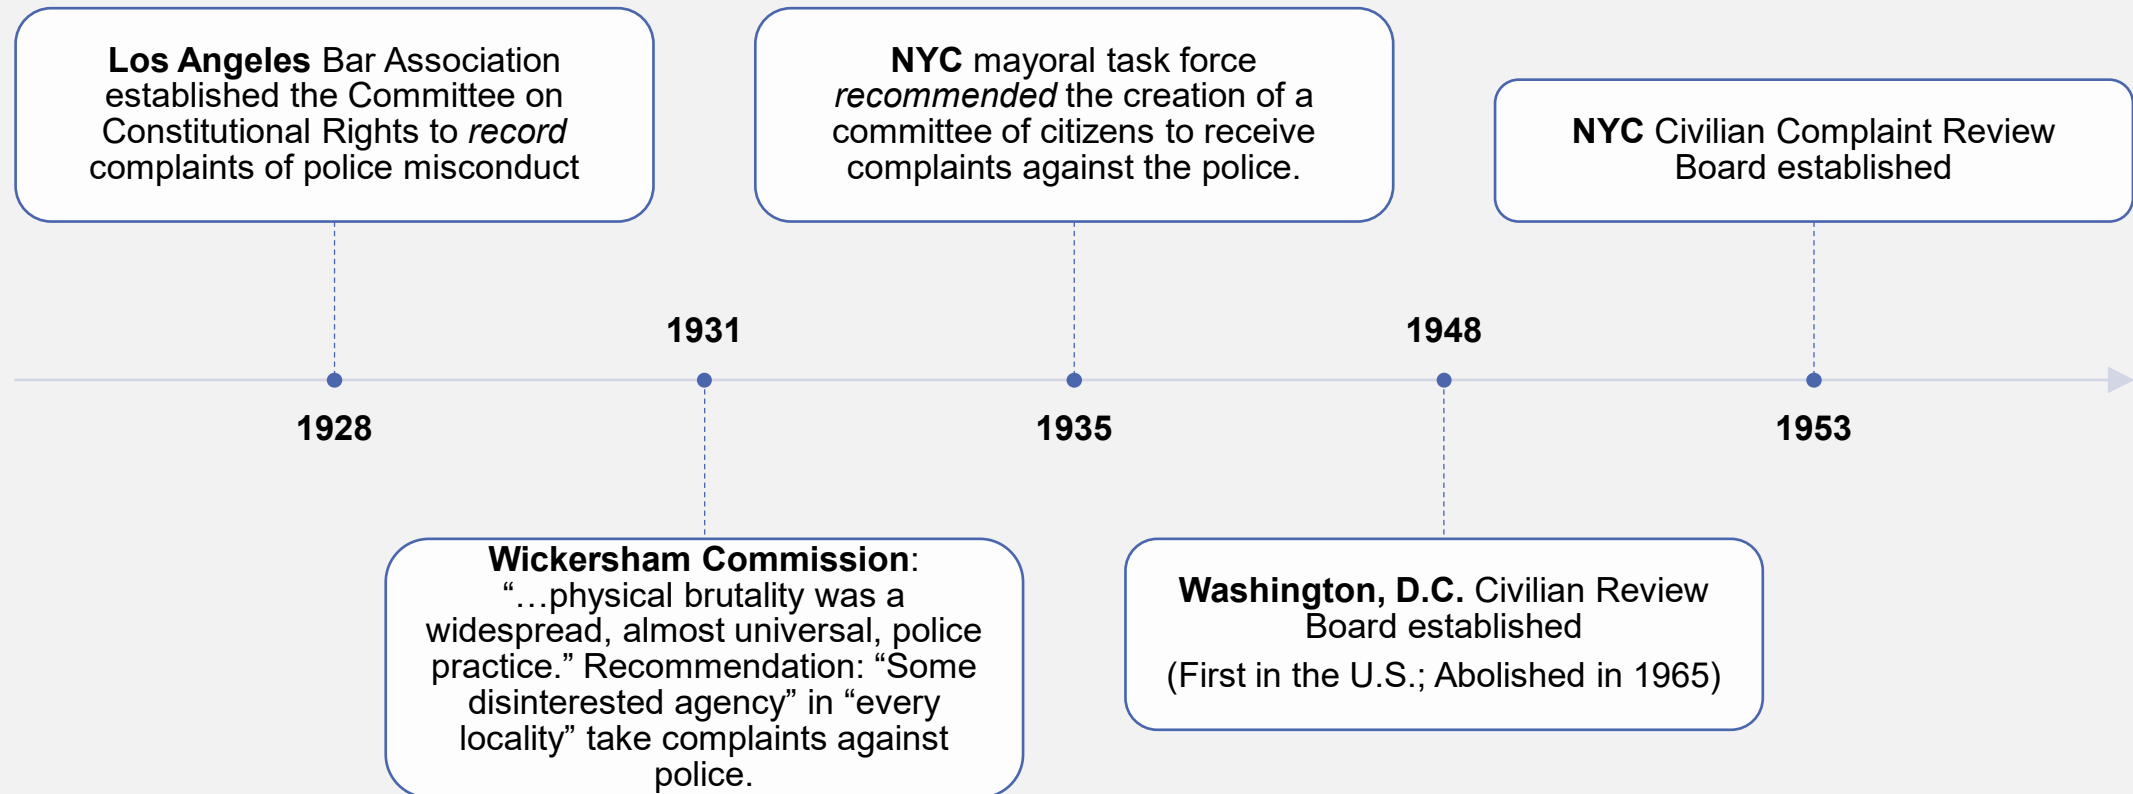 Los Angeles Bar Association
established the Committee on
Constitutional Rights to record
complaints of police misconduct
1928
1931
Wickersham Commission:
“…physical brutality was a
widespread, almost universal, police
practice.” Recommendation: “Some
disinterested agency” in “every
locality” take complaints against
police.
NYC mayoral task force
recommended the creation of a
committee of citizens to receive
complaints against the police.
1935
1948
Washington, D.C. Civilian Review
Board established
(First in the U.S.; Abolished in 1965)
NYC Civilian Complaint Review
Board established
1953